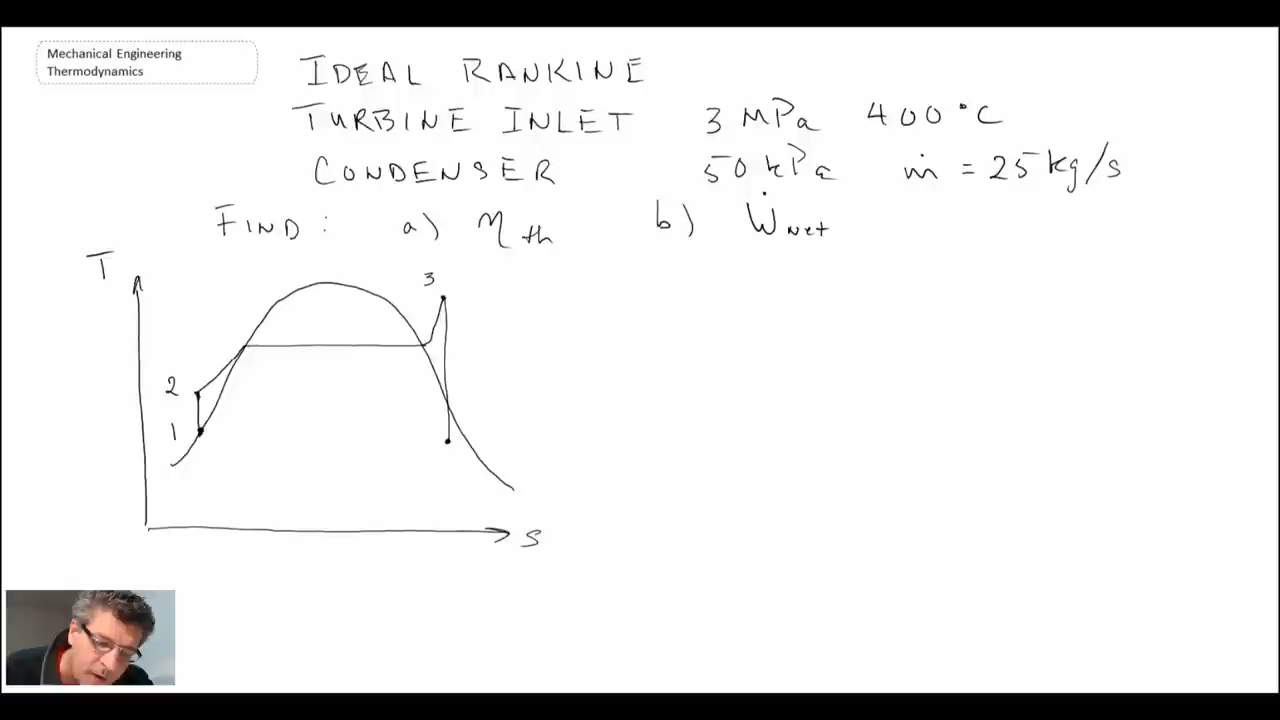 Mechanical Engineering
Thermodynamics
IDEAL RANKINE
TURBINE INLET 3 MPa 400°C
CONDENSER 50 kPa ṁ = 25 kg/s
FIND: a) η th b) Ẇ Net
T
3
2
1
s